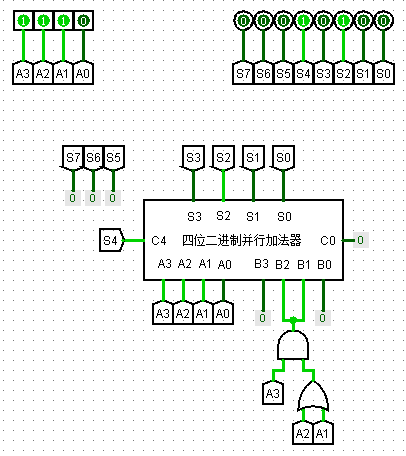 1 1 1 0 0 0 0 1 0 1 0 0
A3 A2 A1 A0 S7 S6 S5 S4 S3 S2 S1 S0
S7 S6 S5 S3 S2 S1 S0
0 0 0
S3 S2 S1 S0
S4 C4 四位二进制并行加法器 C0 0
A3 A2 A1 A0 B3 B2 B1 B0
A3 A2 A1 A0 0 0
A3
A2 A1